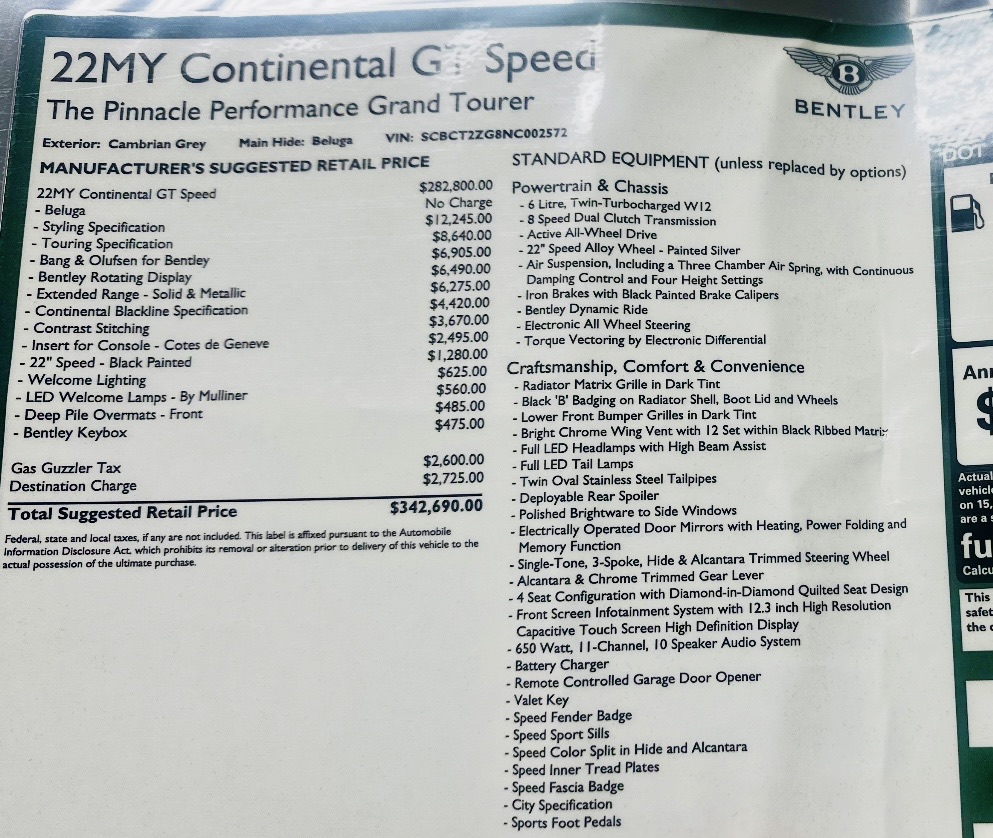 22MY Continental GT Speed
The Pinnacle Performance Grand Tourer
B
BENTLEY
Exterior: Cambrian Grey Main Hide: Beluga VIN: SCBCT2ZG8NC002572
MANUFACTURER'S SUGGESTED RETAIL PRICE
22MY Continental GT Speed $282,800.00
- Beluga No Charge
- Styling Specification $12,245.00
- Touring Specification $8,640.00
- Bang & Olufsen for Bentley $6,905.00
- Bentley Rotating Display $6,490.00
- Extended Range - Solid & Metallic $6,275.00
- Continental Blackline Specification $4,420.00
- Contrast Stitching $3,670.00
- Insert for Console - Cotes de Geneve $2,495.00
- 22" Speed - Black Painted $1,280.00
- Welcome Lighting $625.00
- LED Welcome Lamps - By Mulliner $560.00
- Deep Pile Overmats - Front $485.00
- Bentley Keybox $475.00
Gas Guzzler Tax $2,600.00
Destination Charge $2,725.00
Total Suggested Retail Price $342,690.00
Federal, state and local taxes, if any are not included. This label is affixed pursuant to the Automobile
Information Disclosure Act, which prohibits its removal or alteration prior to delivery of this vehicle to the
actual possession of the ultimate purchase.
STANDARD EQUIPMENT (unless replaced by options)
Powertrain & Chassis
- 6 Litre, Twin-Turbocharged W12
- 8 Speed Dual Clutch Transmission
- Active All-Wheel Drive
- 22" Speed Alloy Wheel - Painted Silver
- Air Suspension, Including a Three Chamber Air Spring, with Continuous
Damping Control and Four Height Settings
- Iron Brakes with Black Painted Brake Calipers
- Bentley Dynamic Ride
- Electronic All Wheel Steering
- Torque Vectoring by Electronic Differential
Craftsmanship, Comfort & Convenience
- Radiator Matrix Grille in Dark Tint
- Black 'B' Badging on Radiator Shell, Boot Lid and Wheels
- Lower Front Bumper Grilles in Dark Tint
- Bright Chrome Wing Vent with 12 Set within Black Ribbed Matrix
- Full LED Headlamps with High Beam Assist
- Full LED Tail Lamps
- Twin Oval Stainless Steel Tailpipes
- Deployable Rear Spoiler
- Polished Brightware to Side Windows
- Electrically Operated Door Mirrors with Heating, Power Folding and
Memory Function
- Single-Tone, 3-Spoke, Hide & Alcantara Trimmed Steering Wheel
- Alcantara & Chrome Trimmed Gear Lever
- 4 Seat Configuration with Diamond-in-Diamond Quilted Seat Design
- Front Screen Infotainment System with 12.3 inch High Resolution
Capacitive Touch Screen High Definition Display
- 650 Watt, 11-Channel, 10 Speaker Audio System
- Battery Charger
- Remote Controlled Garage Door Opener
- Valet Key
- Speed Fender Badge
- Speed Sport Sills
- Speed Color Split in Hide and Alcantara
- Speed Inner Tread Plates
- Speed Fascia Badge
- City Specification
- Sports Foot Pedals
DOT
Ann
$
Actual
vehicle
on 15,
are a s
fu
Calcu
This
safet
the c